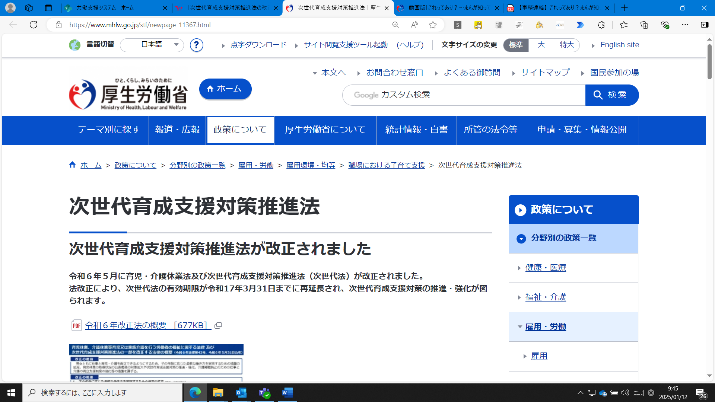 https://www.mhlw.go.jp/stf/newpage_11367.html
言語切替
日本語
?
点字ダウンロード
サイト閲覧支援ツール起動
(ヘルプ)
文字サイズの変更
標準
大
特大
English site
ひと、くらし、みらいのために
厚生労働省
Ministry of Health, Labour and Welfare
ホーム
本文へ
お問合わせ窓口
よくある御質問
サイトマップ
国民参加の場
Google カスタム検索
検索
テーマ別に探す
報道・広報
政策について
厚生労働省について
統計情報・白書
所管の法令等
申請・募集・情報公開
ホーム > 政策について > 分野別の政策一覧 > 雇用・労働 > 雇用環境・均等 > 職場における子育て支援 > 次世代育成支援対策推進法
次世代育成支援対策推進法
次世代育成支援対策推進法が改正されました
令和6年5月に育児・介護休業法及び次世代育成支援対策推進法（次世代法）が改正されました。
法改正により、次世代法の有効期限が令和17年3月31日までに再延長され、次世代育成支援対策の推進・強化が図
られます。
PDF 令和6年改正法の概要 [677KB]
政策について
分野別の政策一覧
健康・医療
福祉・介護
雇用・労働
雇用
検索するには、ここに入力します
9:45
2025/01/12